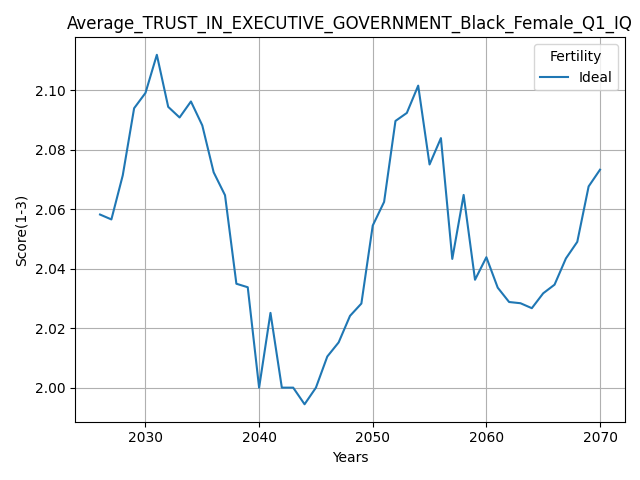 Average_TRUST_IN_EXECUTIVE_GOVERNMENT_Black_Female_Q1_IQ
Fertility
Ideal
2.10
2.08
2.06
2.04
2.02
2.00
Score(1-3)
2030 2040 2050 2060 2070
Years